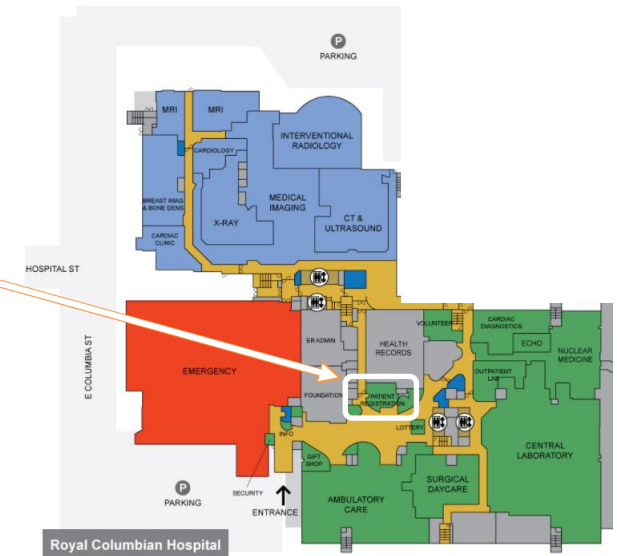 P
PARKING
MRI
MRI
CARDIOLOGY
INTERVENTIONAL
RADIOLOGY
BREAST IMAG
& BONE DENS
MEDICAL
IMAGING
X-RAY
CT &
ULTRASOUND
CARDIAC
CLINIC
HOSPITAL ST
E COLUMBIA ST
EMERGENCY
ER ADMIN
HEALTH
RECORDS
VOLUNTEER
CARDIAC
DIAGNOSTICS
ECHO
NUCLEAR
MEDICINE
OUTPATIENT
LAB
FOUNDATION
PATIENT
REGISTRATION
LOTTERY
INFO
GIFT
SHOP
CENTRAL
LABORATORY
SURGICAL
DAYCARE
AMBULATORY
CARE
SECURITY
ENTRANCE
P
PARKING
Royal Columbian Hospital